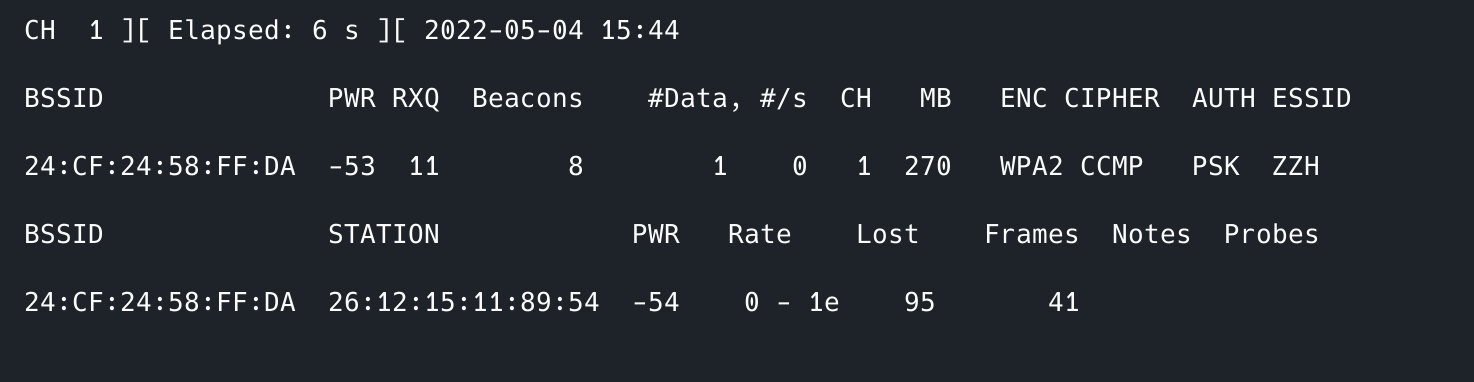 CH  1 ][ Elapsed: 6 s ][ 2022-05-04 15:44
BSSID              PWR RXQ  Beacons    #Data, #/s  CH   MB   ENC CIPHER  AUTH ESSID
24:CF:24:58:FF:DA  -53  11        8        1    0   1  270   WPA2 CCMP   PSK  ZZH
BSSID              STATION            PWR   Rate    Lost    Frames  Notes  Probes
24:CF:24:58:FF:DA  26:12:15:11:89:54  -54    0 - 1e    95       41